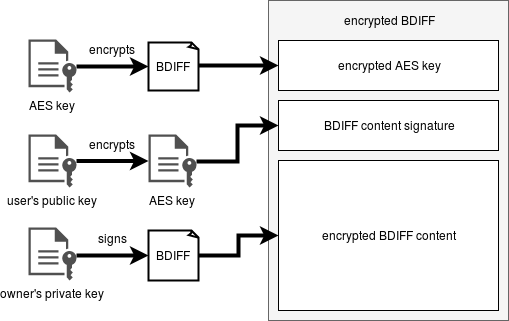 encrypted BDIFF
encrypts
BDIFF
encrypted AES key
AES key
encrypts
BDIFF content signature
user's public key
AES key
signs
BDIFF
encrypted BDIFF content
owner's private key